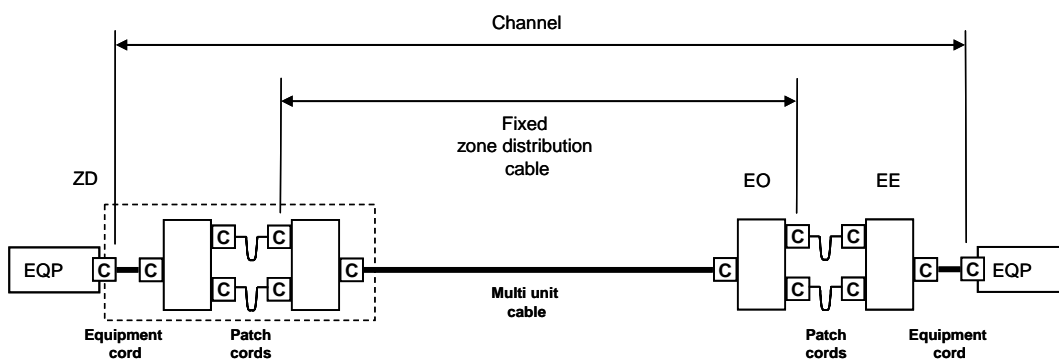 Channel
Fixed
zone distribution
cable
ZD
EO
EE
C
C
C
C
EQP
C
C
C
C
C
C
EQP
C
C
C
C
Multi unit
cable
Equipment
cord
Patch
cords
Patch
cords
Equipment
cord